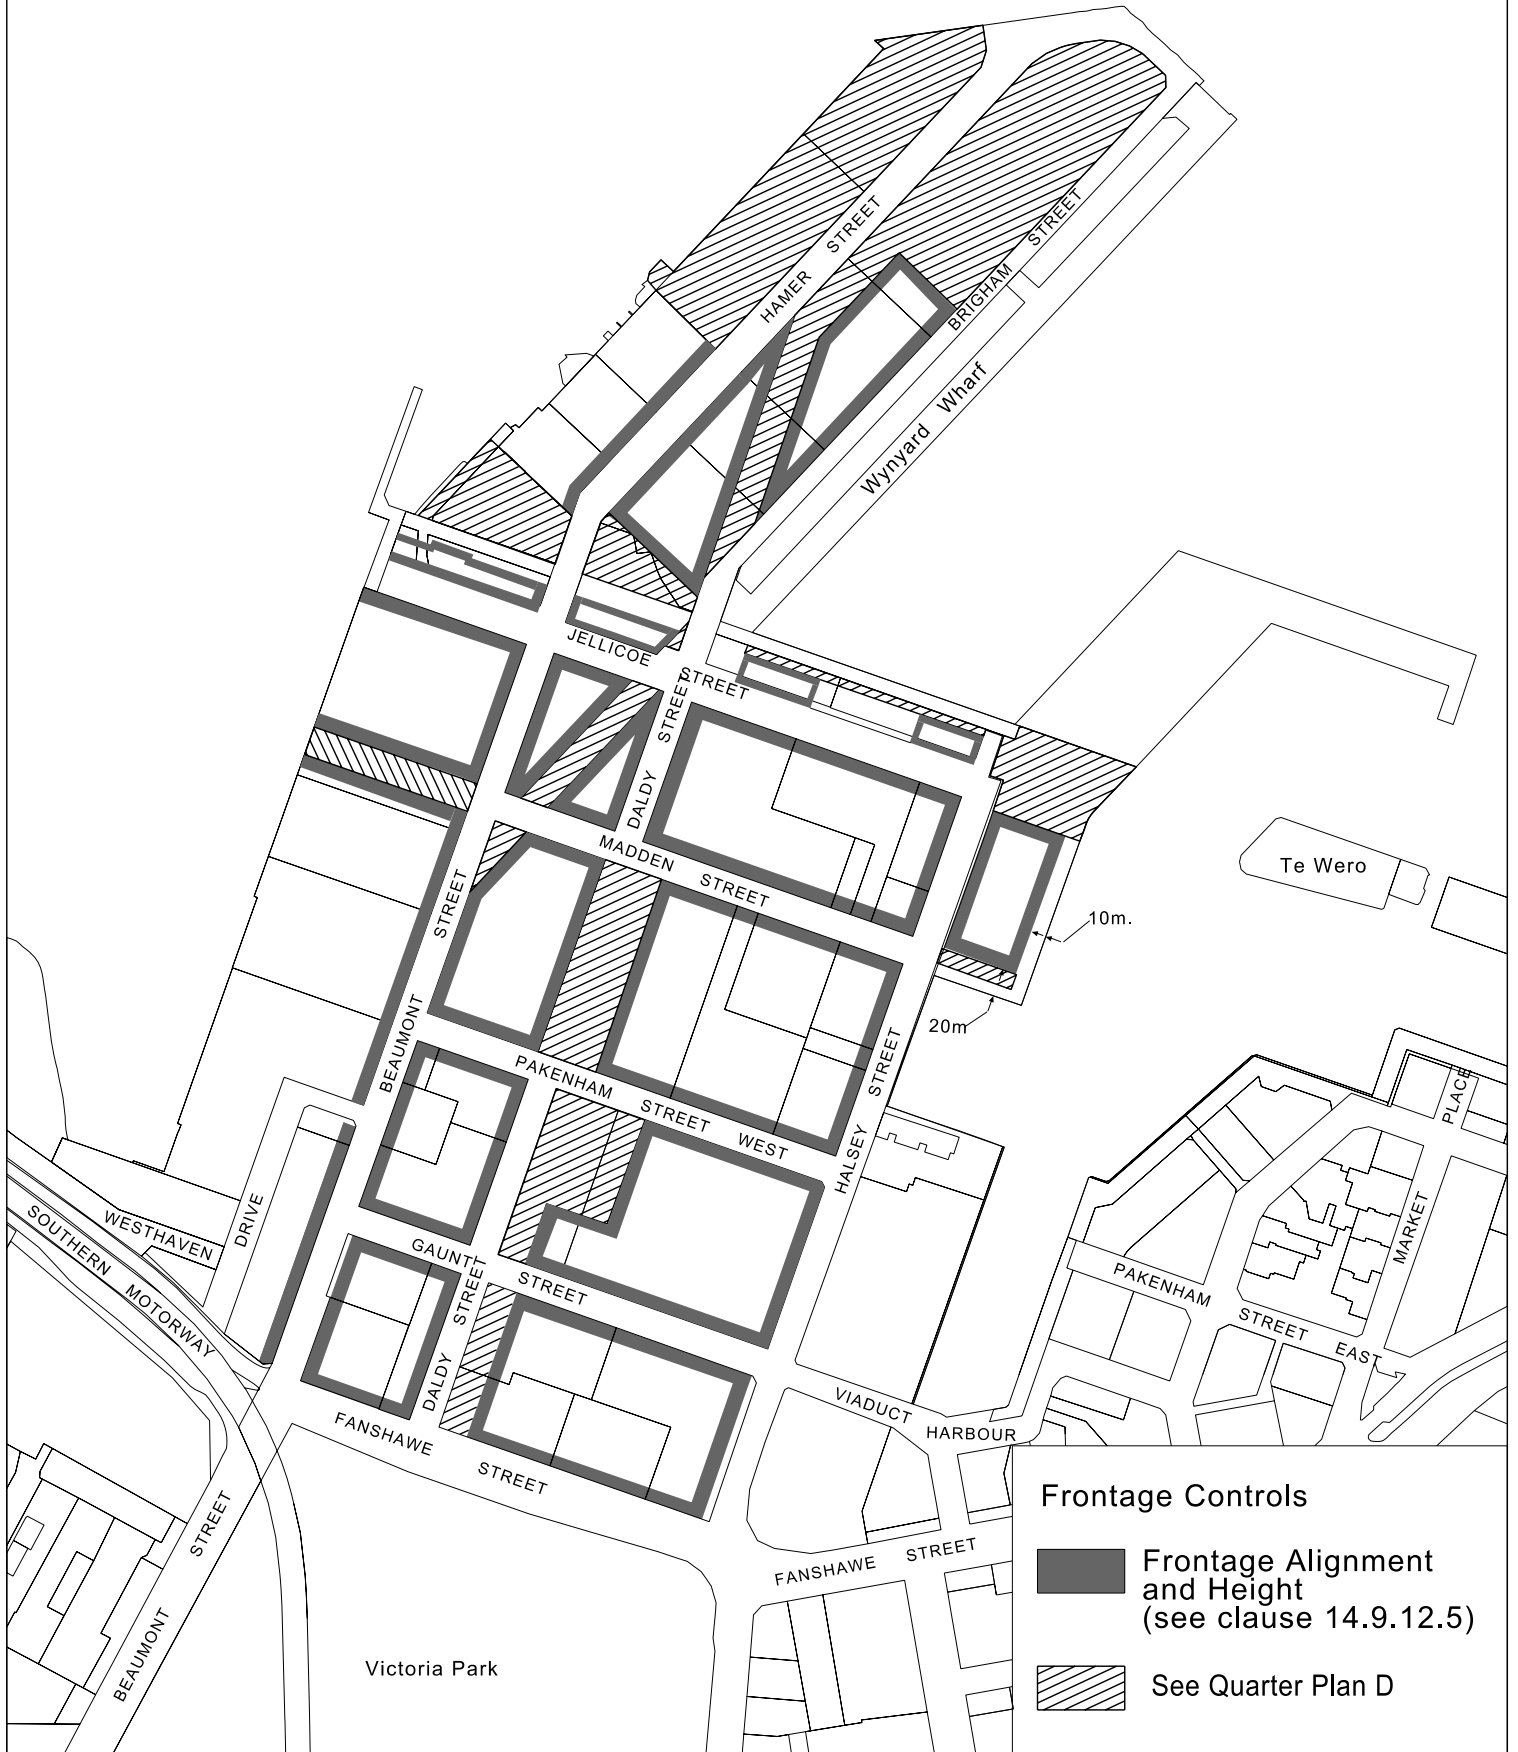 HAMER STREET
BRIGHAM STREET
Wynyard Wharf
JELLICOE STREET
DALDY STREET
MADDEN STREET
Te Wero
10m.
20m
BEAUMONT STREET
PAKENHAM STREET WEST
HALSEY STREET
PLACE
MARKET
WESTHAVEN DRIVE
SOUTHERN MOTORWAY
GAUNT STREET
DALDY STREET
PAKENHAM STREET EAST
VIADUCT HARBOUR
FANSHAWE STREET
FANSHAWE STREET
BEAUMONT STREET
Victoria Park
Frontage Controls
Frontage Alignment
and Height
(see clause 14.9.12.5)
See Quarter Plan D